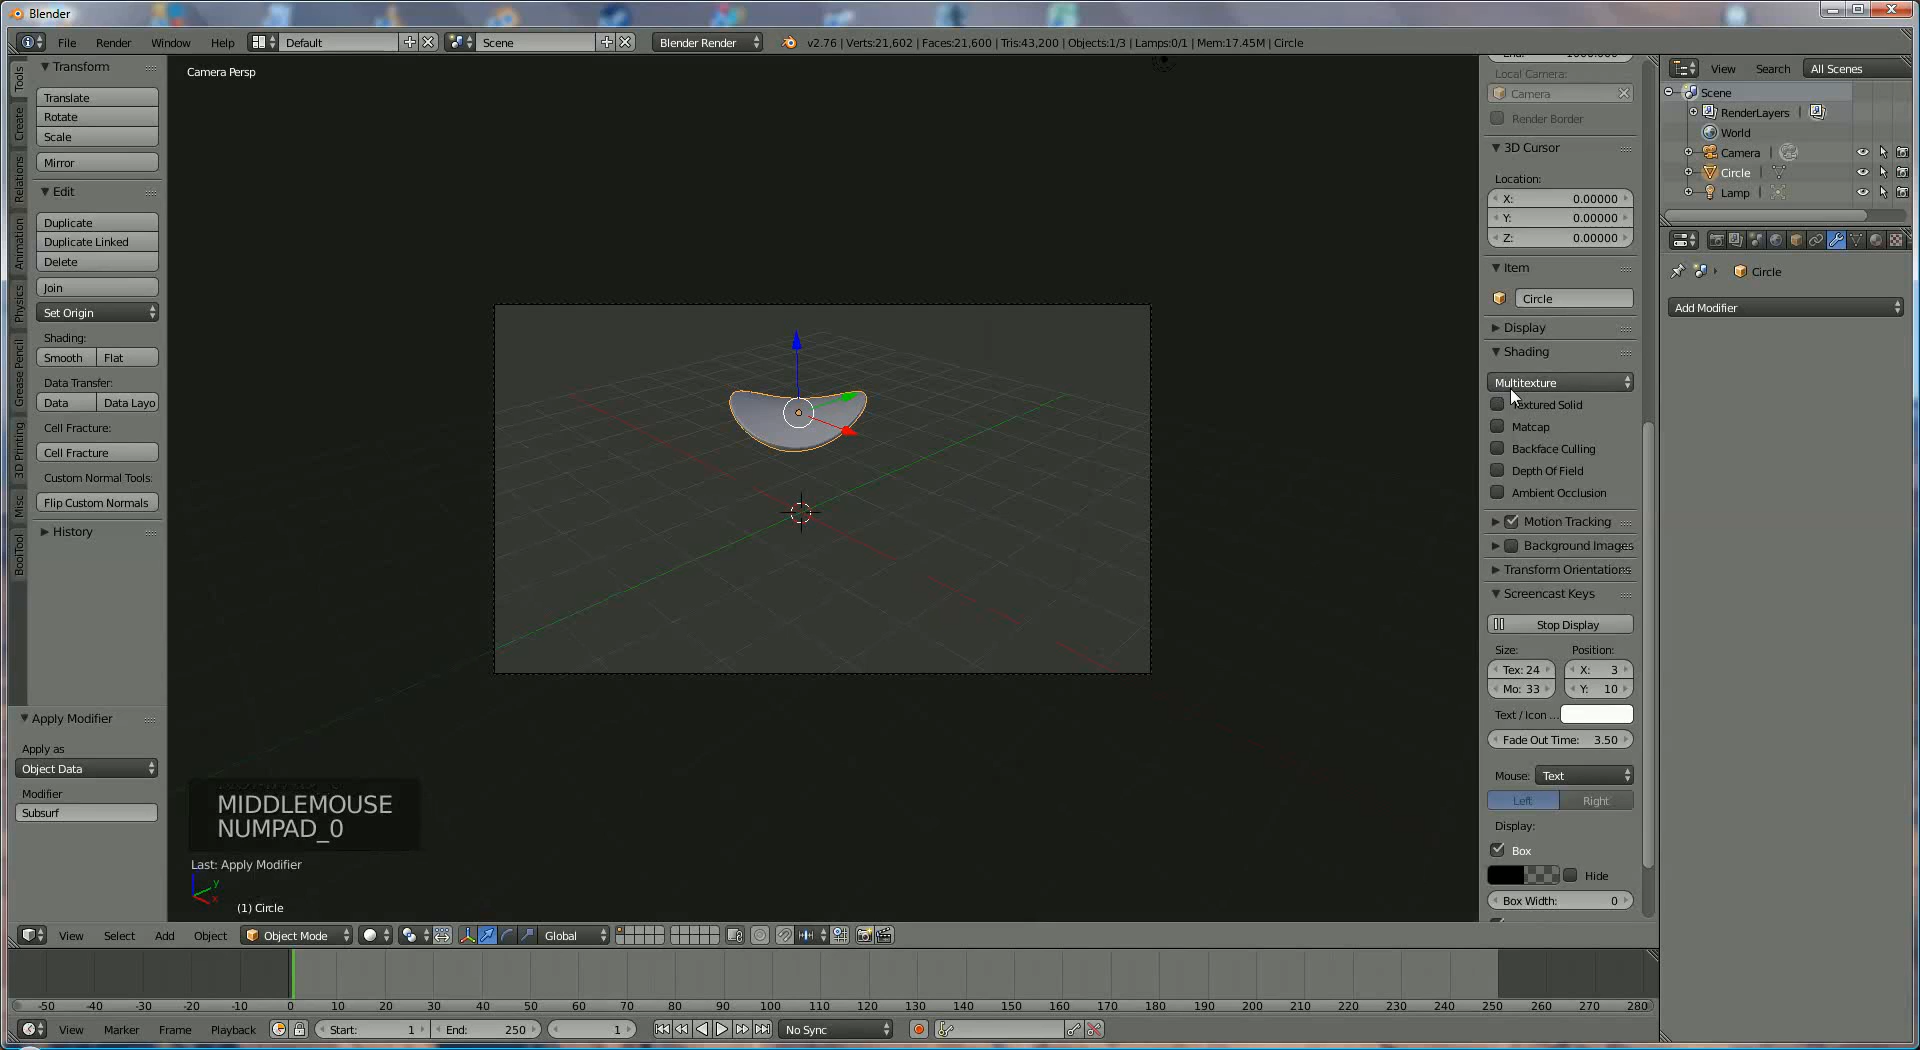 Blender
File Render Window Help Default Scene Blender Render v2.76 | Verts:21,602 | Faces:21,600 | Tris:43,200 | Objects:1/3 | Lamps:0/1 | Mem:17.45M | Circle
Tools
Create
Relations
Animation
Physics
Grease Pencil
3D Printing
Misc
BoolTool
Transform
Translate
Rotate
Scale
Mirror
Edit
Duplicate
Duplicate Linked
Delete
Join
Set Origin
Shading:
Smooth Flat
Data Transfer:
Data Data Layo
Cell Fracture:
Cell Fracture
Custom Normal Tools:
Flip Custom Normals
History
Apply Modifier
Apply as
Object Data
Modifier
Subsurf
Camera Persp
MIDDLEMOUSE
NUMPAD_0
Last: Apply Modifier
y
x
(1) Circle
Local Camera:
Camera
Render Border
3D Cursor
Location:
X: 0.00000
Y: 0.00000
Z: 0.00000
Item
Circle
Display
Shading
Multitexture
Textured Solid
Matcap
Backface Culling
Depth Of Field
Ambient Occlusion
Motion Tracking
Background Images
Transform Orientations
Screencast Keys
Stop Display
Size: Position:
Tex: 24 X: 3
Mo: 33 Y: 10
Text / Icon ...
Fade Out Time: 3.50
Mouse: Text
Left Right
Display:
Box
Hide
Box Width: 0
View Search All Scenes
Scene
RenderLayers
World
Camera
Circle
Lamp
Circle
Add Modifier
View Select Add Object Object Mode Global
-50 -40 -30 -20 -10 0 10 20 30 40 50 60 70 80 90 100 110 120 130 140 150 160 170 180 190 200 210 220 230 240 250 260 270 280
View Marker Frame Playback Start: 1 End: 250 1 No Sync